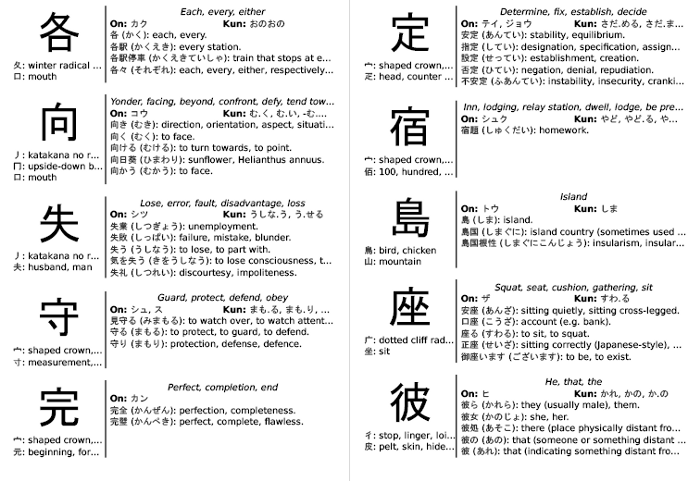 各
夂: winter radical ...
口: mouth
Each, every, either
On: カク Kun: おのおの
各 (かく): each, every.
各駅 (かくえき): every station.
各駅停車 (かくえきていしゃ): train that stops at e...
各々 (それぞれ): each, every, either, respectively...
向
丿: katakana no r...
冂: upside-down b...
口: mouth
Yonder, facing, beyond, confront, defy, tend tow...
On: コウ Kun: む.く, む.い, -む....
向き (むき): direction, orientation, aspect, situati...
向く (むく): to face.
向ける (むける): to turn towards, to point.
向日葵 (ひまわり): sunflower, Helianthus annuus.
向かう (むかう): to face.
失
丿: katakana no r...
夫: husband, man
Lose, error, fault, disadvantage, loss
On: シツ Kun: うしな.う, う.せる
失業 (しつぎょう): unemployment.
失敗 (しっぱい): failure, mistake, blunder.
失う (うしなう): to lose, to part with.
気を失う (きをうしなう): to lose consciousness, t...
失礼 (しつれい): discourtesy, impoliteness.
守
宀: shaped crown,...
寸: measurement,...
Guard, protect, defend, obey
On: シュ, ス Kun: まも.る, まも.り, ...
見守る (みまもる): to watch over, to watch attent...
守る (まもる): to protect, to guard, to defend.
守り (まもり): protection, defense, defence.
完
宀: shaped crown,...
元: beginning, for...
Perfect, completion, end
On: カン
完全 (かんぜん): perfection, completeness.
完璧 (かんぺき): perfect, complete, flawless.
定
宀: shaped crown,...
疋: head, counter ...
Determine, fix, establish, decide
On: テイ, ジョウ Kun: さだ.める, さだ.ま...
安定 (あんてい): stability, equilibrium.
指定 (してい): designation, specification, assign...
設定 (せってい): establishment, creation.
否定 (ひてい): negation, denial, repudiation.
不安定 (ふあんてい): instability, insecurity, cranki...
宿
宀: shaped crown,...
佰: 100, hundred, ...
Inn, lodging, relay station, dwell, lodge, be pre...
On: シュク Kun: やど, やど.る, や...
宿題 (しゅくだい): homework.
島
鳥: bird, chicken
山: mountain
Island
On: トウ Kun: しま
島 (しま): island.
島国 (しまぐに): island country (sometimes used ...
島国根性 (しまぐにこんじょう): insularism, insular...
座
广: dotted cliff rad...
坐: sit
Squat, seat, cushion, gathering, sit
On: ザ Kun: すわ.る
安座 (あんざ): sitting quietly, sitting cross-legged.
口座 (こうざ): account (e.g. bank).
座る (すわる): to sit, to squat.
正座 (せいざ): sitting correctly (Japanese-style), ...
御座います (ございます): to be, to exist.
彼
彳: stop, linger, loi...
皮: pelt, skin, hide...
He, that, the
On: ヒ Kun: かれ, かの, か.の
彼ら (かれら): they (usually male), them.
彼女 (かのじょ): she, her.
彼処 (あそこ): there (place physically distant fro...
彼の (あの): that (someone or something distant ...
彼 (あれ): that (indicating something distant fro...